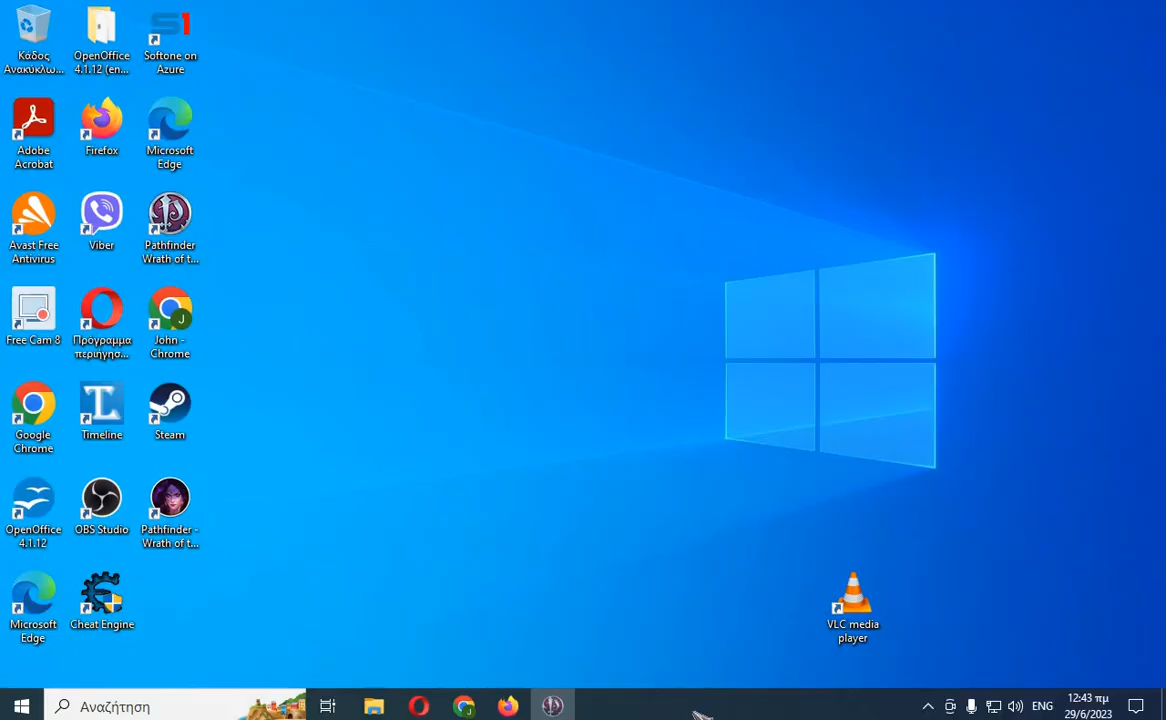 Κάδος
Ανακύκλω...
OpenOffice
4.1.12 (en...
S1
Softone on
Azure
Adobe
Acrobat
Firefox
Microsoft
Edge
Avast Free
Antivirus
Viber
Pathfinder
Wrath of t...
Free Cam 8
Πρόγραμμα
περιήγησ...
J
John -
Chrome
Google
Chrome
Timeline
Steam
OpenOffice
4.1.12
OBS Studio
Pathfinder -
Wrath of t...
Microsoft
Edge
Cheat Engine
VLC media
player
Αναζήτηση
ENG
12:43 πμ
29/6/2023